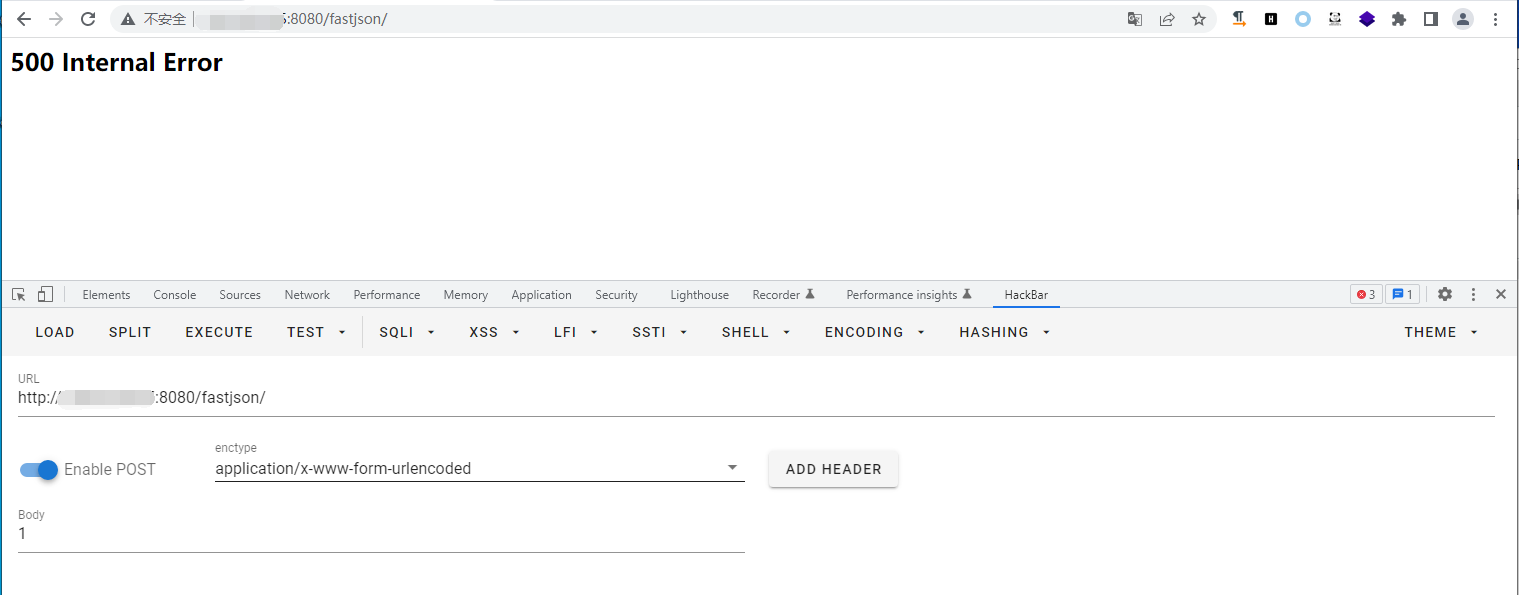 不安全 :8080/fastjson/
500 Internal Error
Elements Console Sources Network Performance Memory Application Security Lighthouse Recorder Performance insights HackBar 3 1
LOAD SPLIT EXECUTE TEST SQLI XSS LFI SSTI SHELL ENCODING HASHING THEME
URL
http:// :8080/fastjson/
enctype
Enable POST application/x-www-form-urlencoded ADD HEADER
Body
1